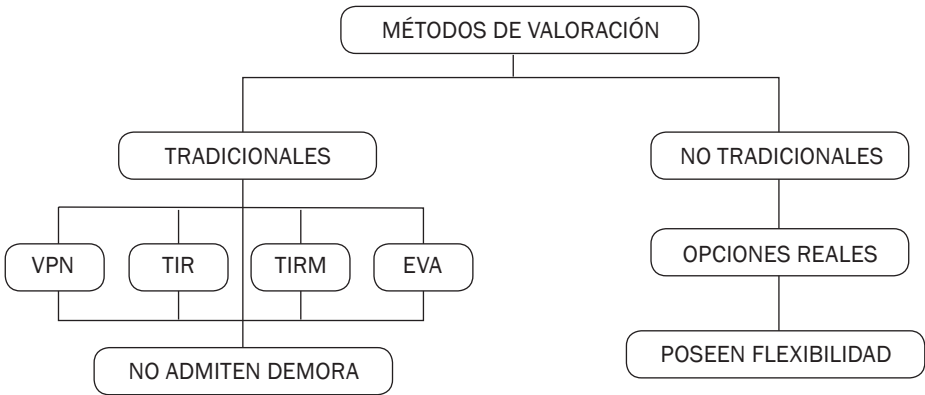 MÉTODOS DE VALORACIÓN
TRADICIONALES
NO TRADICIONALES
VPN
TIR
TIRM
EVA
OPCIONES REALES
NO ADMITEN DEMORA
POSEEN FLEXIBILIDAD